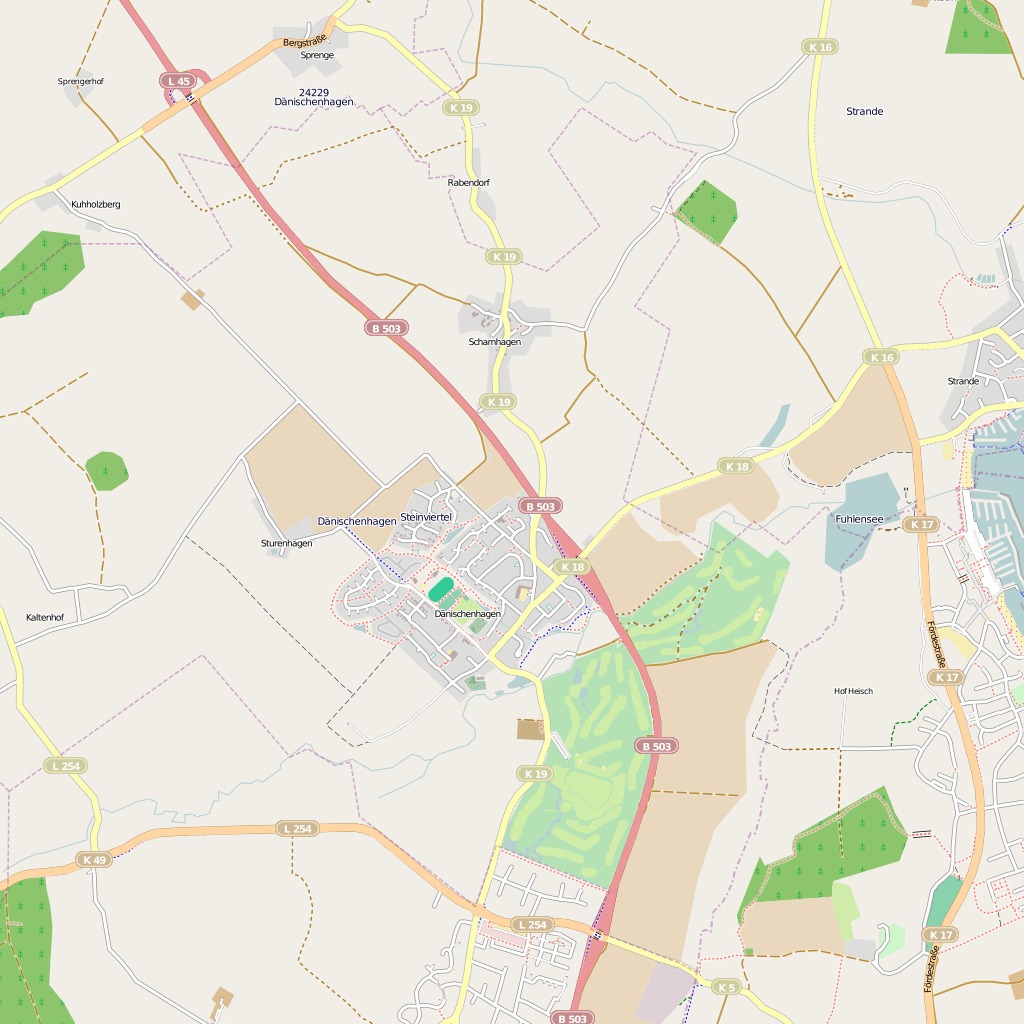 Bergstraße
Sprenge
K 16
Sprengerhof
L 45
24229
Dänischenhagen
K 19
Strande
Rabendorf
Kuhholzberg
K 19
B 503
Scharnhagen
K 16
Strande
K 19
K 18
B 503
Dänischenhagen
Steinviertel
Fuhlensee
K 17
Sturenhagen
K 18
Kaltenhof
Dänischenhagen
Fördestraße
K 17
Hof Heisch
B 503
L 254
K 19
L 254
K 49
L 254
K 17
Fördestraße
K 5
B 503